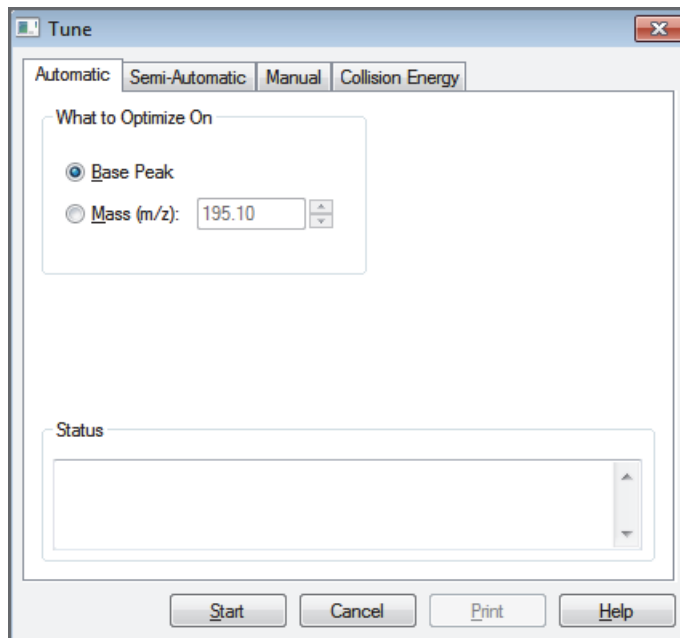 Tune
Automatic Semi-Automatic Manual Collision Energy
What to Optimize On
Base Peak
Mass (m/z): 195.10
Status
Start Cancel Print Help